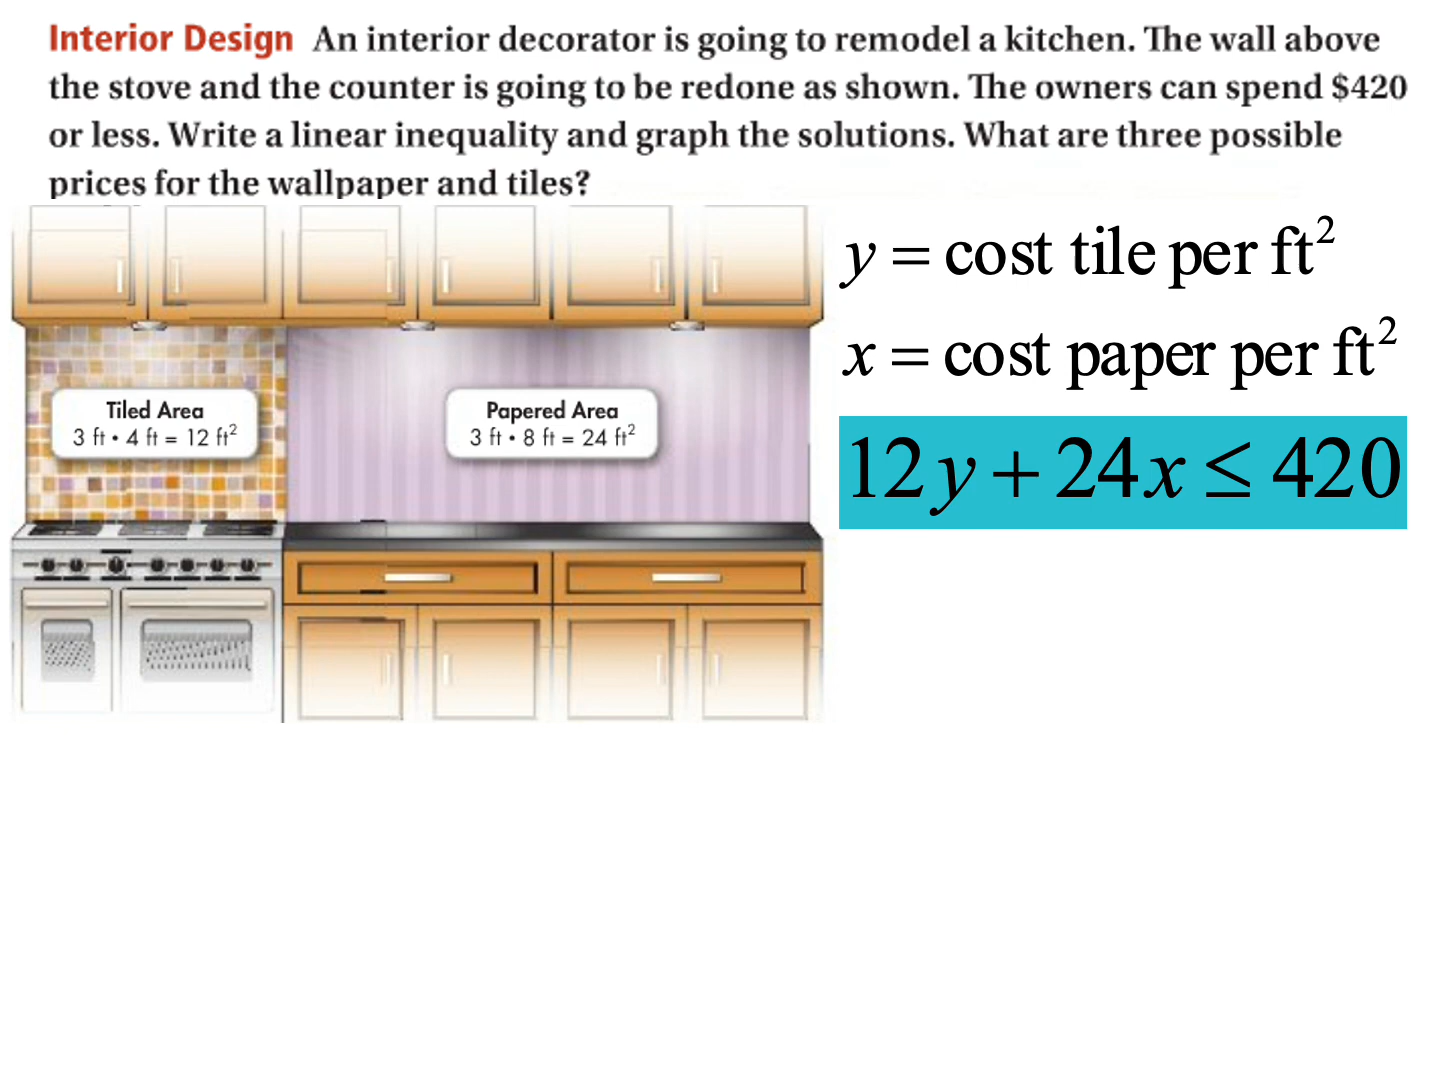 Interior Design An interior decorator is going to remodel a kitchen. The wall above
the stove and the counter is going to be redone as shown. The owners can spend $420
or less. Write a linear inequality and graph the solutions. What are three possible
prices for the wallpaper and tiles?
y = cost tile per ft²
x = cost paper per ft²
12y + 24x ≤ 420
Tiled Area
3 ft • 4 ft = 12 ft²
Papered Area
3 ft • 8 ft = 24 ft²